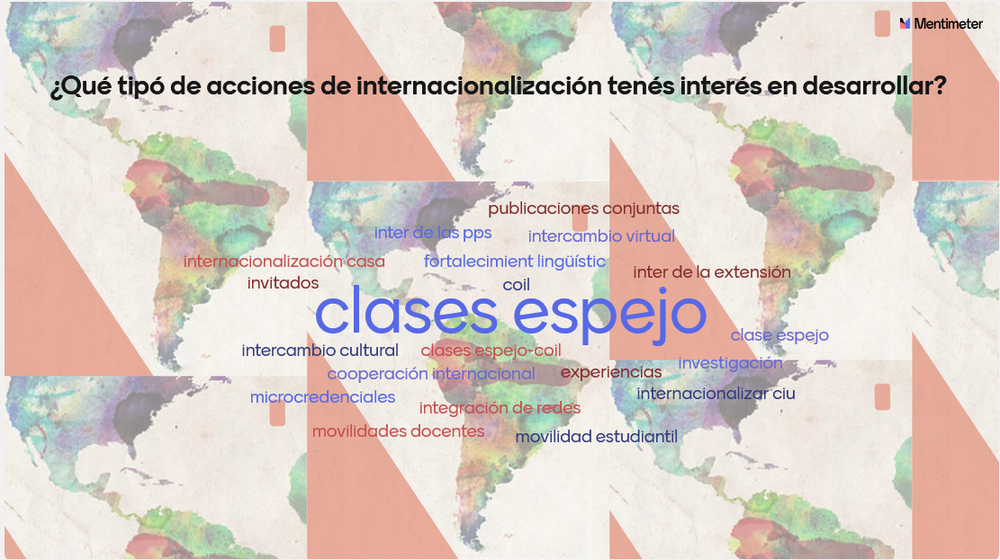 Mentimeter
¿Qué tipó de acciones de internacionalización tenés interés en desarrollar?
publicaciones conjuntas
inter de las pps
intercambio virtual
internacionalización casa
fortalecimient lingüístic
inter de la extensión
invitados
coil
clases espejo
clase espejo
intercambio cultural
clases espejo-coil
investigación
cooperación internacional
experiencias
microcredenciales
internacionalizar ciu
integración de redes
movilidades docentes
movilidad estudiantil